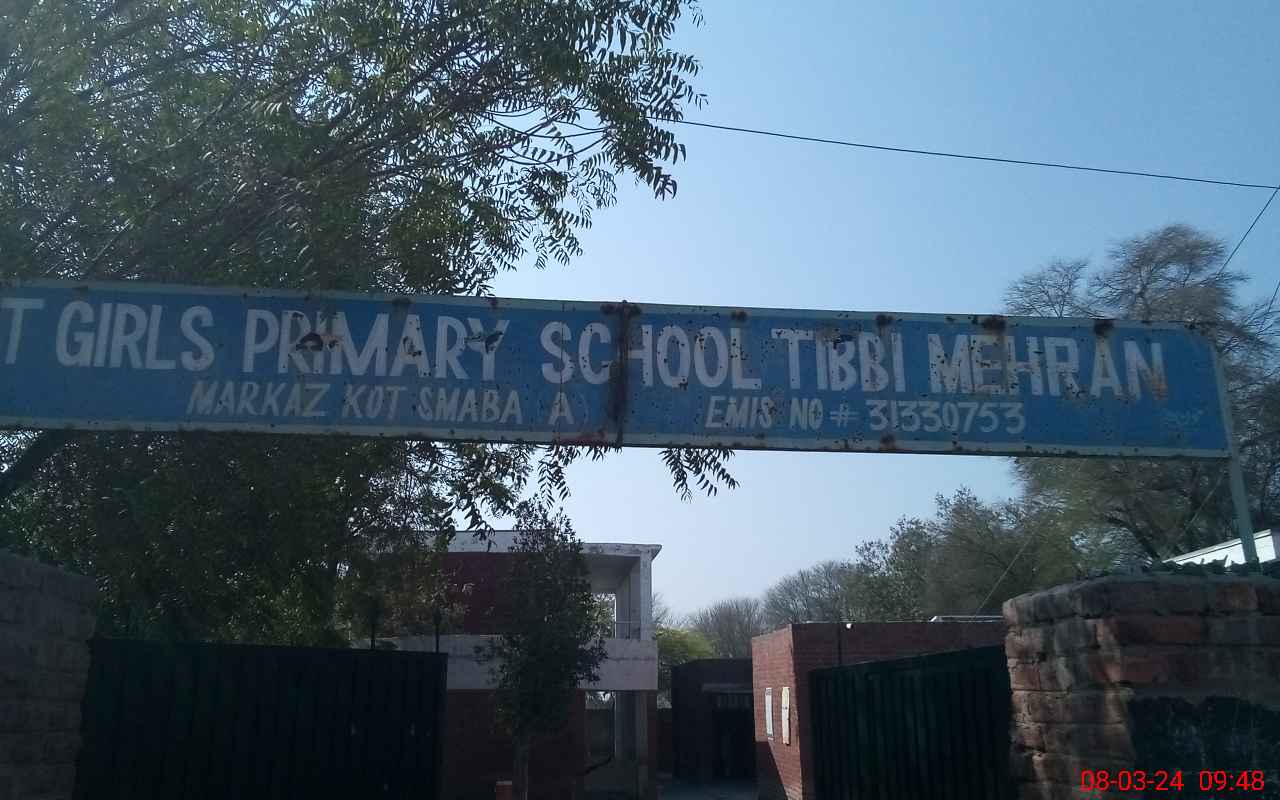 T GIRLS PRIMARY SCHOOL TIBBI MEHRAN
MARKAZ KOT SMABA (A) EMIS NO # 31330753
08-03-24 09:48